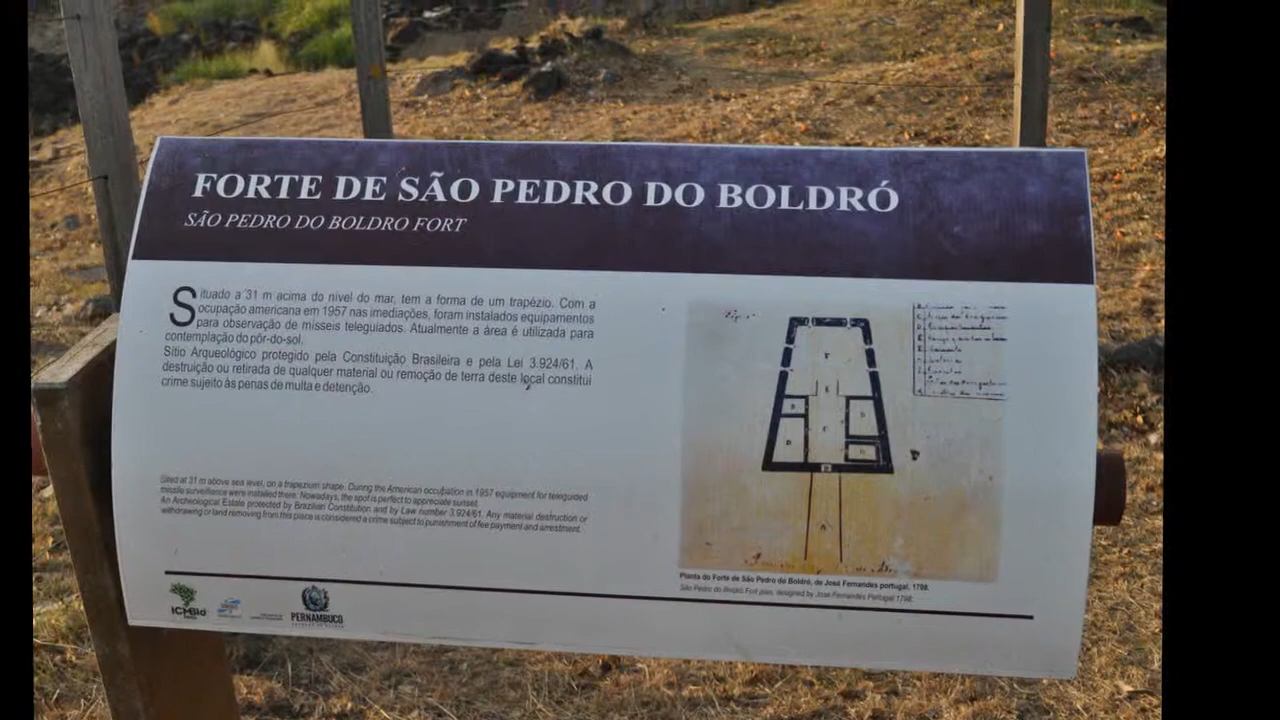 FORTE DE SÃO PEDRO DO BOLDRÓ
SÃO PEDRO DO BOLDRO FORT
Situado a 31 m acima do nível do mar, tem a forma de um trapézio. Com a
ocupação americana em 1957 nas imediações, foram instalados equipamentos
para observação de mísseis teleguiados. Atualmente a área é utilizada para
contemplação do pôr-do-sol.
Sítio Arqueológico protegido pela Constituição Brasileira e pela Lei 3.924/61. A
destruição ou retirada de qualquer material ou remoção de terra deste local constitui
crime sujeito às penas de multa e detenção.
Sited at 31 m above sea level, on a trapezium shape. During the American occupation in 1957 equipment for teleguided
missile surveillance were installed there. Nowadays, the spot is perfect to appreciate sunset.
An Archeological Estate protected by Brazilian Constitution and by Law number 3.924/61. Any material destruction or
withdrawing or land removing from this place is considered a crime subject to punishment of fee payment and arrestment.
Planta do Forte de São Pedro do Boldró, de José Fernandes portugal, 1798.
São Pedro do Boldró Fort plan, designed by José Fernandes Portugal 1798.
ICMBio
PERNAMBUCO